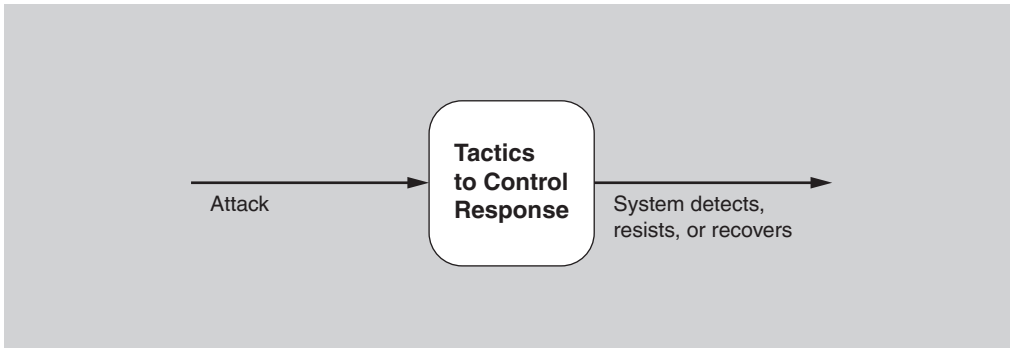 Attack
Tactics
to Control
Response
System detects,
resists, or recovers